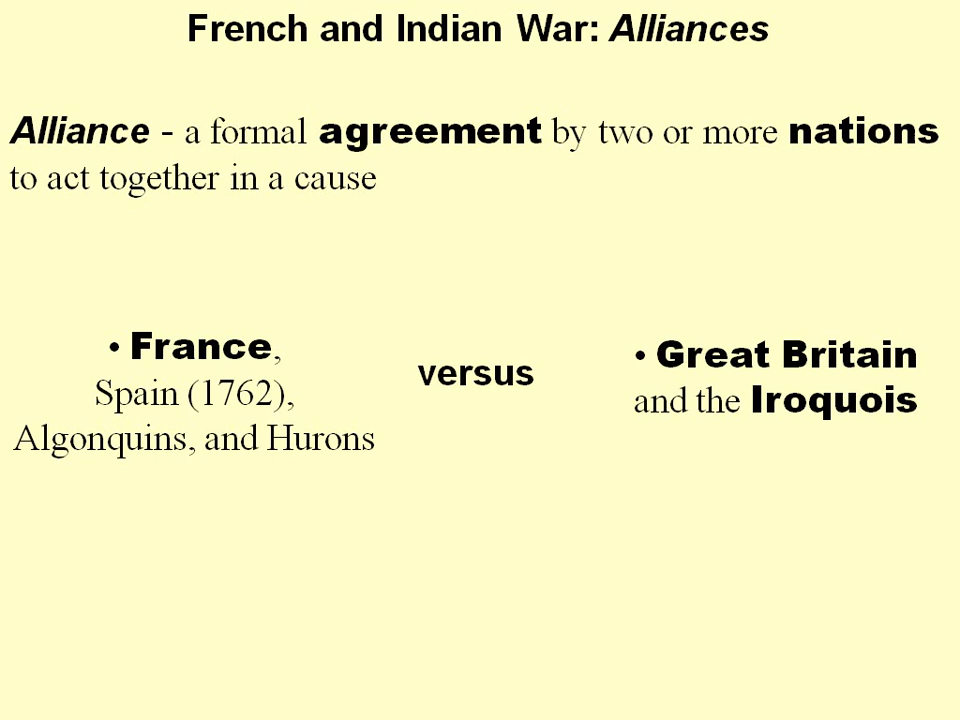 French and Indian War: Alliances
Alliance - a formal agreement by two or more nations
to act together in a cause
• France,
Spain (1762),
Algonquins, and Hurons
versus
• Great Britain
and the Iroquois